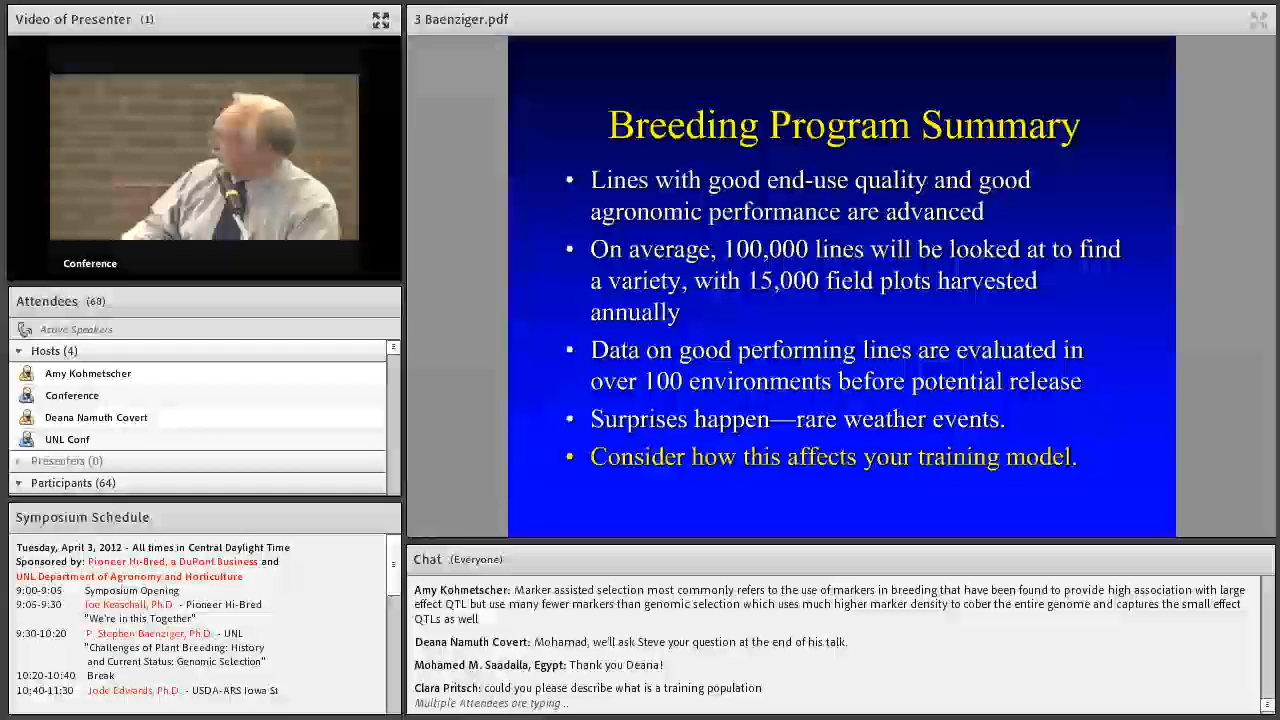 Video of Presenter (1)
Conference
Attendees (68)
Active Speakers
Hosts (4)
Amy Kohmetscher
Conference
Deana Namuth Covert
UNL Conf
Presenters (0)
Participants (64)
Symposium Schedule
Tuesday, April 3, 2012 - All times in Central Daylight Time
Sponsored by: Pioneer Hi-Bred, a DuPont Business and
UNL Department of Agronomy and Horticulture
9:00-9:05 Symposium Opening
9:05-9:30 Joe Keaschall, Ph.D. - Pioneer Hi-Bred
"We're in this Together"
9:30-10:20 P. Stephen Baenziger, Ph.D. - UNL
"Challenges of Plant Breeding: History
and Current Status: Genomic Selection"
10:20-10:40 Break
10:40-11:30 Jode Edwards, Ph.D. - USDA-ARS Iowa St
3 Baenziger.pdf
Breeding Program Summary
• Lines with good end-use quality and good
agronomic performance are advanced
• On average, 100,000 lines will be looked at to find
a variety, with 15,000 field plots harvested
annually
• Data on good performing lines are evaluated in
over 100 environments before potential release
• Surprises happen—rare weather events.
• Consider how this affects your training model.
Chat (Everyone)
Amy Kohmetscher: Marker assisted selection most commonly refers to the use of markers in breeding that have been found to provide high association with large
effect QTL but use many fewer markers than genomic selection which uses much higher marker density to cober the entire genome and captures the small effect
QTLs as well
Deana Namuth Covert: Mohamad, we'll ask Steve your question at the end of his talk.
Mohamed M. Saadalla, Egypt: Thank you Deana!
Clara Pritsch: could you please describe what is a training population
Multiple Attendees are typing...